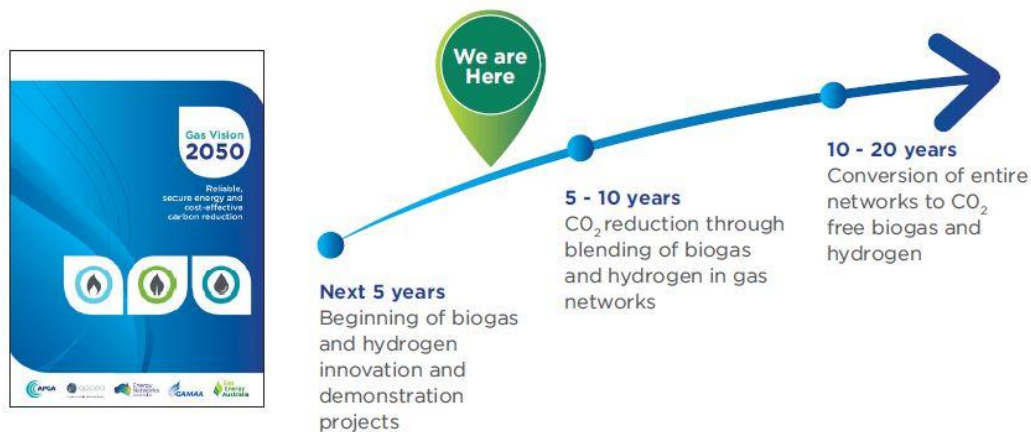 Gas Vision
2050
Reliable,
secure energy and
cost-effective
carbon reduction
APGA
Energy
Networks
GAMAA
Gas
Energy
Australia
We are
Here
Next 5 years
Beginning of biogas
and hydrogen
innovation and
demonstration
projects
5 - 10 years
CO₂ reduction through
blending of biogas
and hydrogen in gas
networks
10 - 20 years
Conversion of entire
networks to CO₂
free biogas and
hydrogen